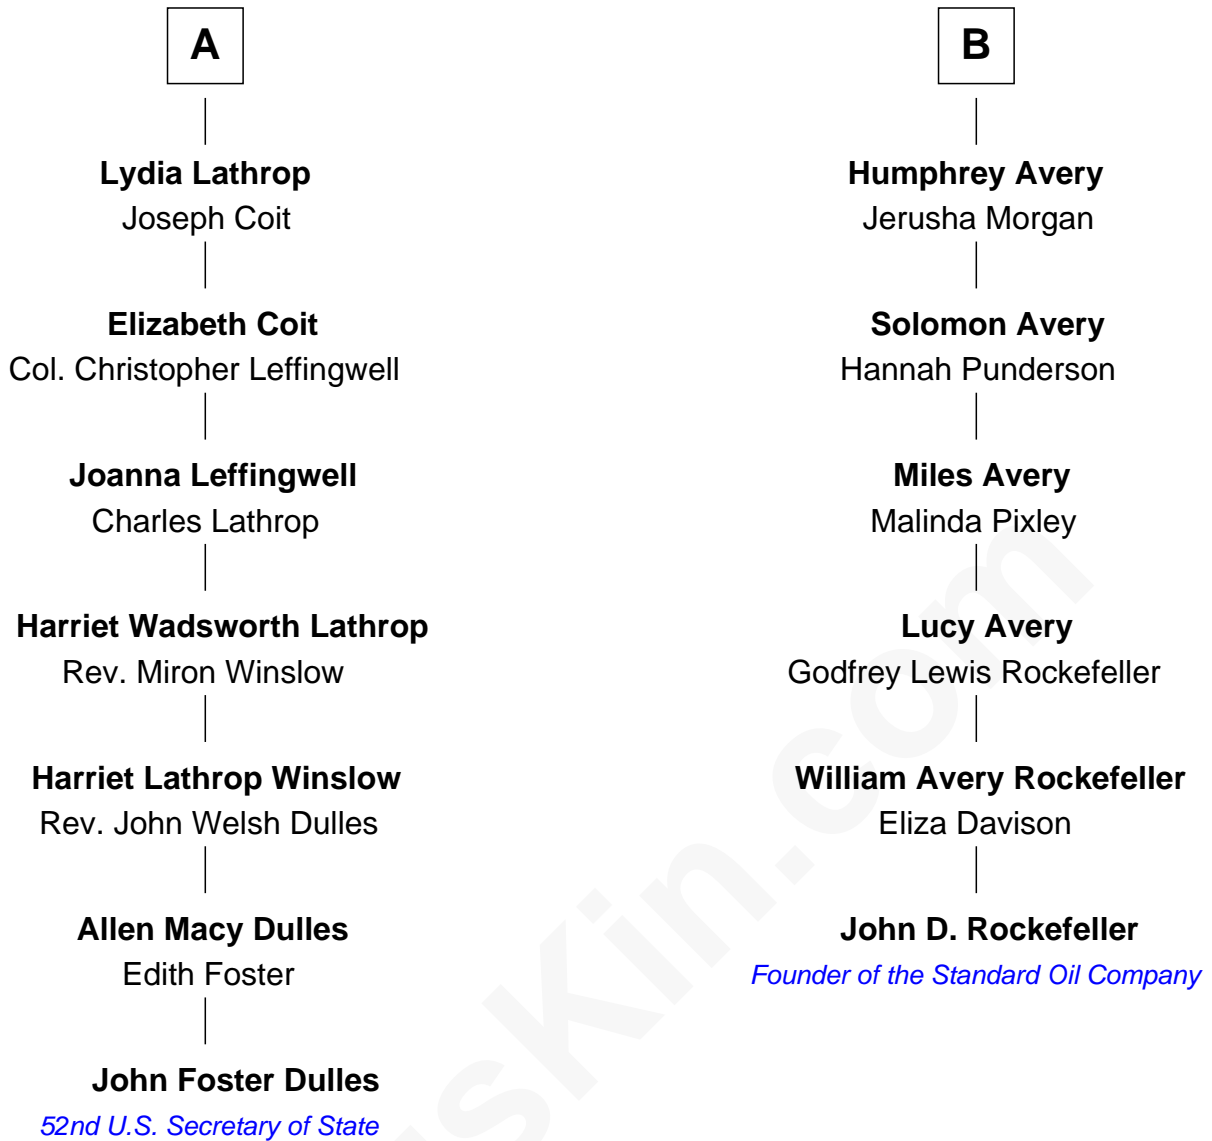 A
Lydia Lathrop
Joseph Coit
Elizabeth Coit
Col. Christopher Leffingwell
Joanna Leffingwell
Charles Lathrop
Harriet Wadsworth Lathrop
Rev. Miron Winslow
Harriet Lathrop Winslow
Rev. John Welsh Dulles
Allen Macy Dulles
Edith Foster
John Foster Dulles
52nd U.S. Secretary of State
B
Humphrey Avery
Jerusha Morgan
Solomon Avery
Hannah Punderson
Miles Avery
Malinda Pixley
Lucy Avery
Godfrey Lewis Rockefeller
William Avery Rockefeller
Eliza Davison
John D. Rockefeller
Founder of the Standard Oil Company